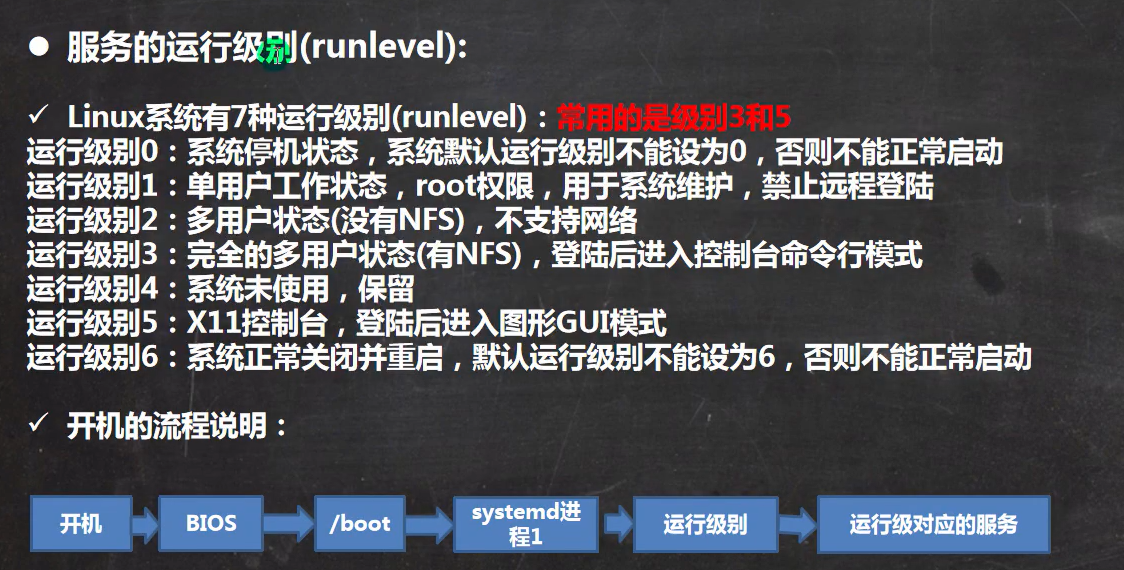 服务的运行级别(runlevel):
Linux系统有7种运行级别(runlevel)：常用的是级别3和5
运行级别0：系统停机状态，系统默认运行级别不能设为0，否则不能正常启动
运行级别1：单用户工作状态，root权限，用于系统维护，禁止远程登陆
运行级别2：多用户状态(没有NFS)，不支持网络
运行级别3：完全的多用户状态(有NFS)，登陆后进入控制台命令行模式
运行级别4：系统未使用，保留
运行级别5：X11控制台，登陆后进入图形GUI模式
运行级别6：系统正常关闭并重启，默认运行级别不能设为6，否则不能正常启动
开机的流程说明：
开机
BIOS
/boot
systemd进
程1
运行级别
运行级对应的服务